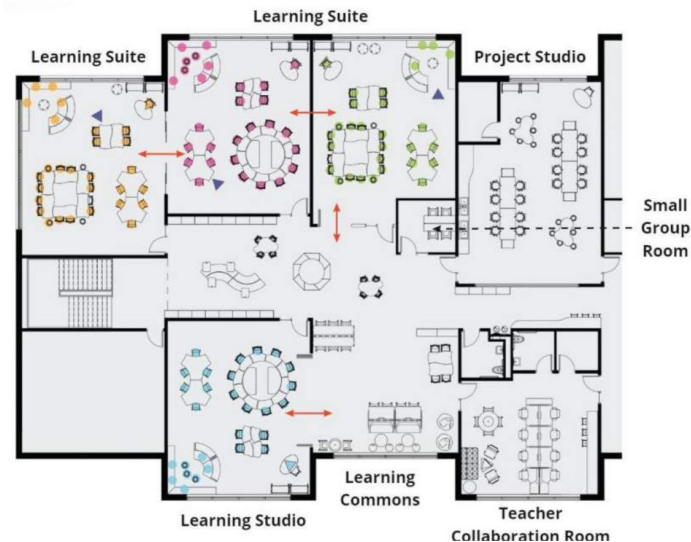 Learning Suite
Learning Suite
Project Studio
Small
Group
Room
Learning
Commons
Learning Studio
Teacher
Collaboration Room